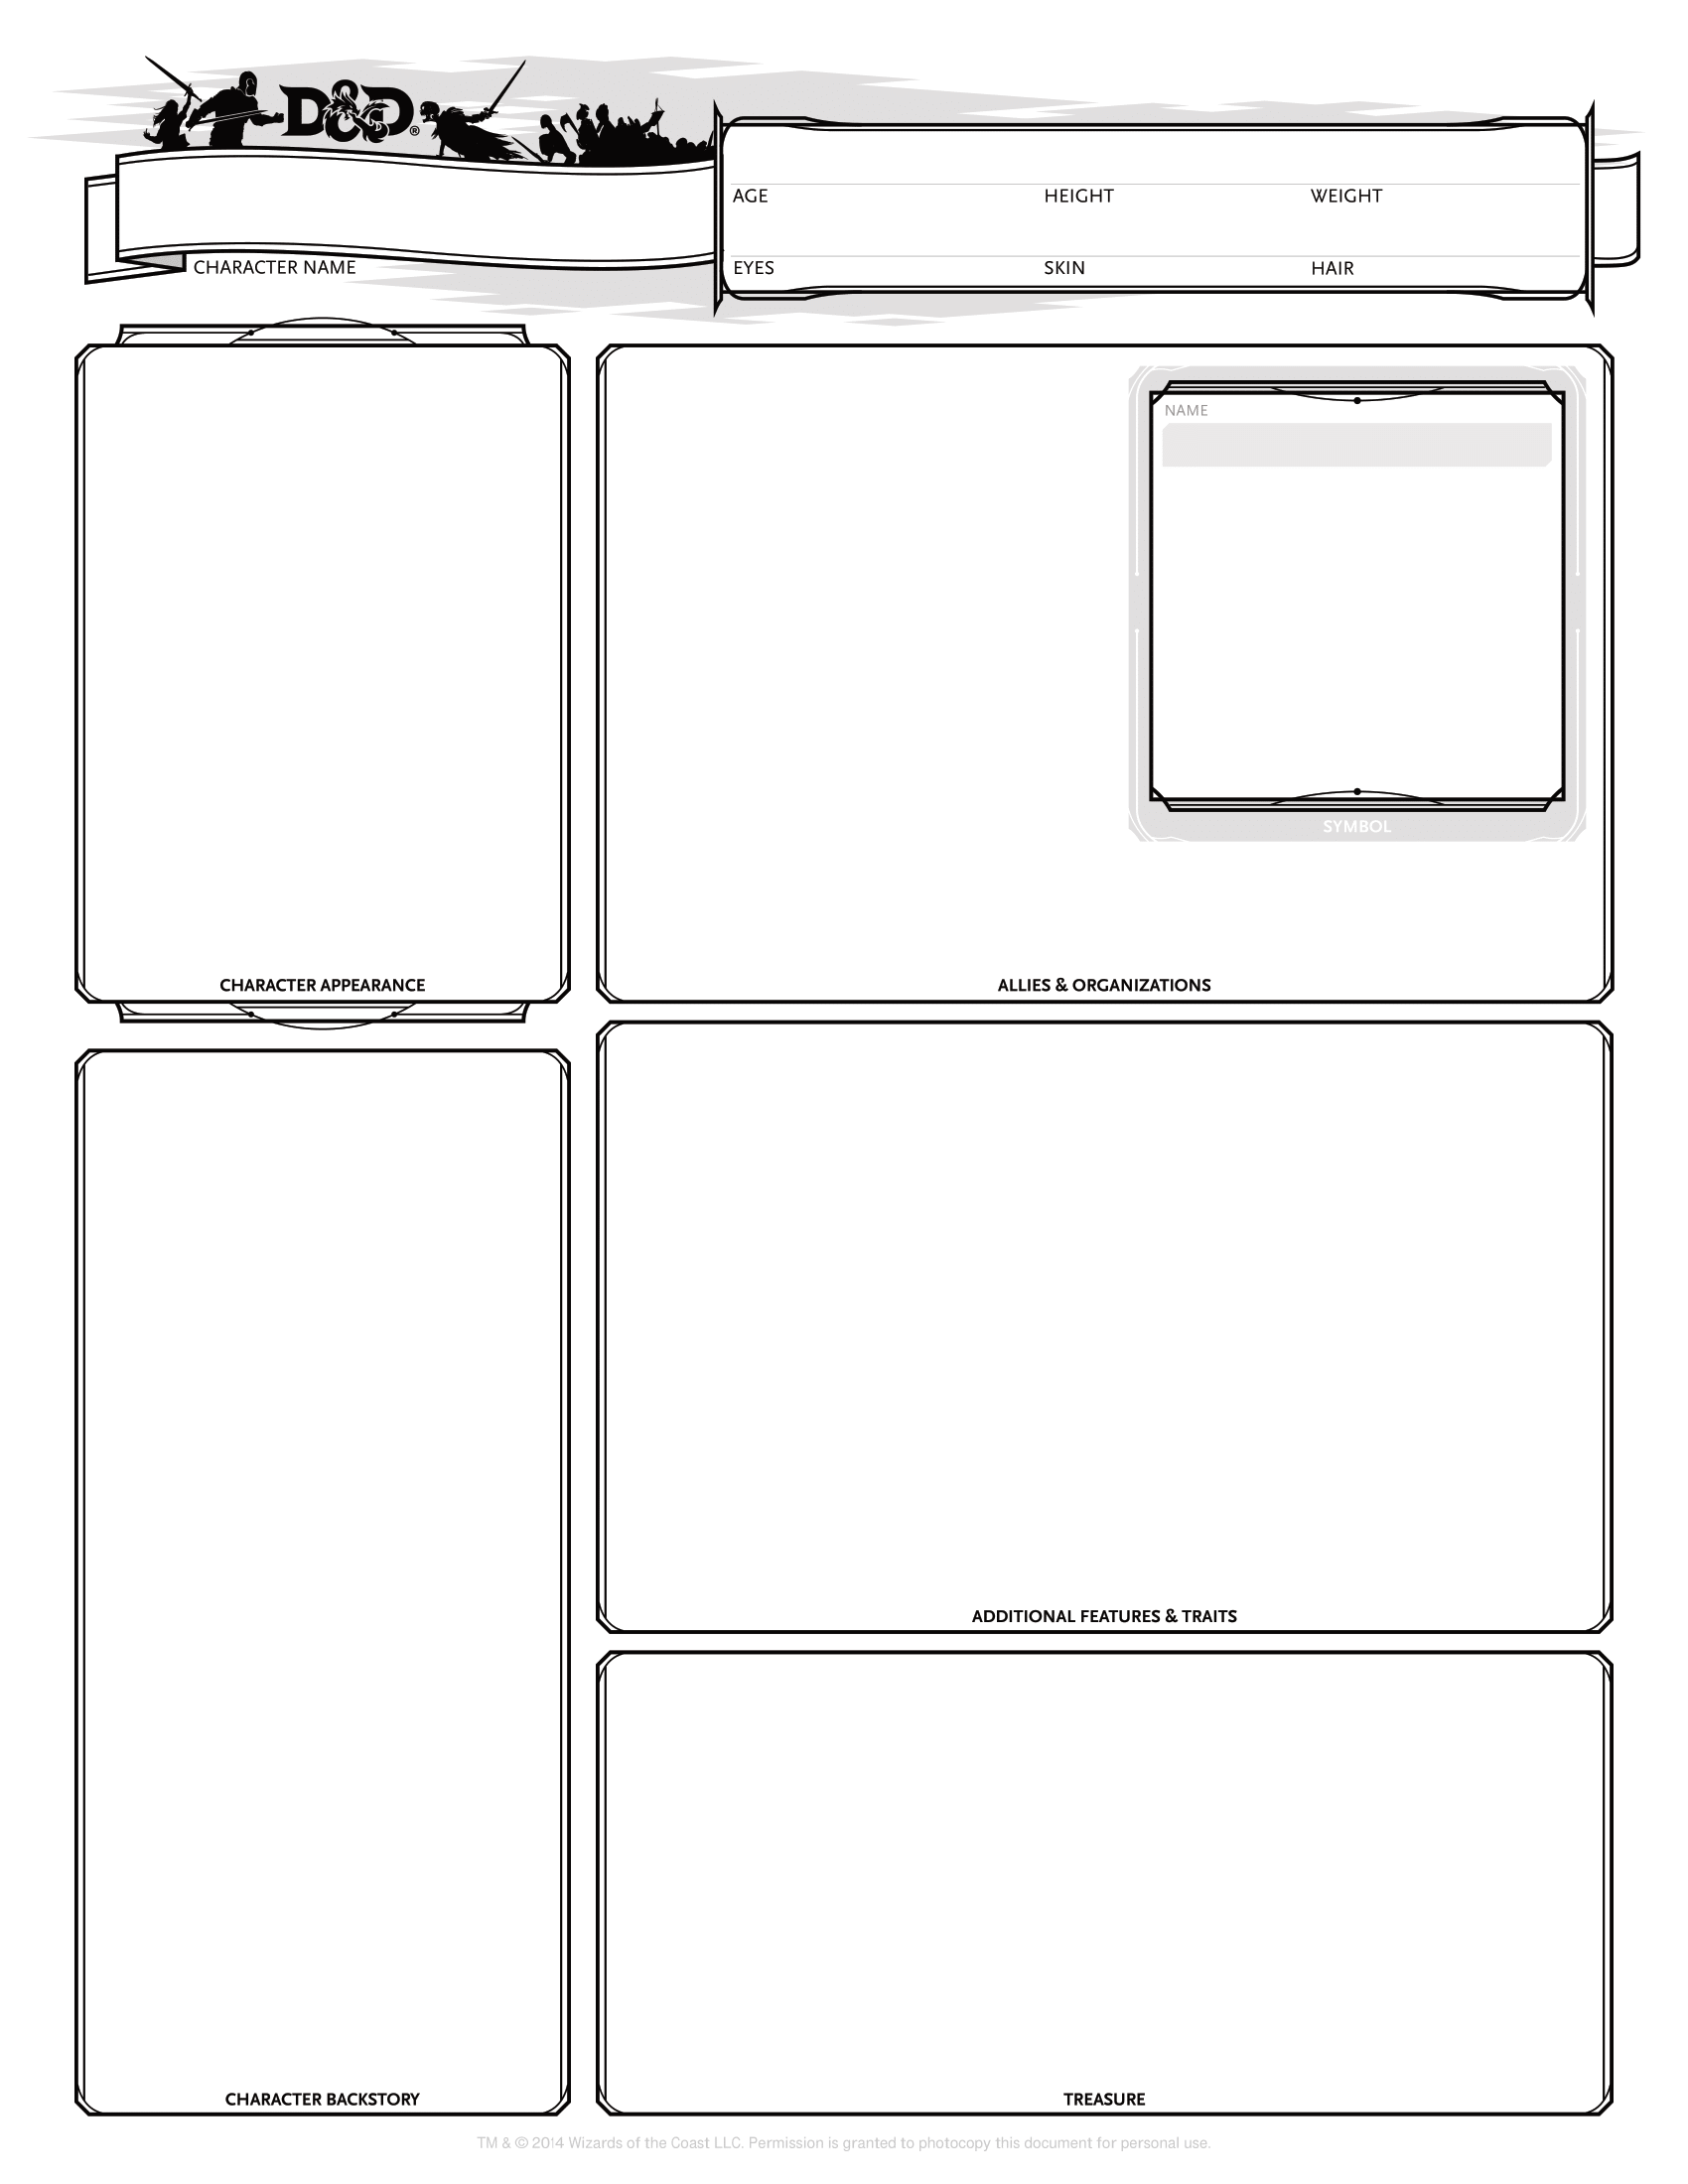 D&D®
AGE HEIGHT WEIGHT
CHARACTER NAME
EYES SKIN HAIR
NAME
SYMBOL
CHARACTER APPEARANCE
ALLIES & ORGANIZATIONS
ADDITIONAL FEATURES & TRAITS
CHARACTER BACKSTORY
TREASURE
TM & © 2014 Wizards of the Coast LLC. Permission is granted to photocopy this document for personal use.